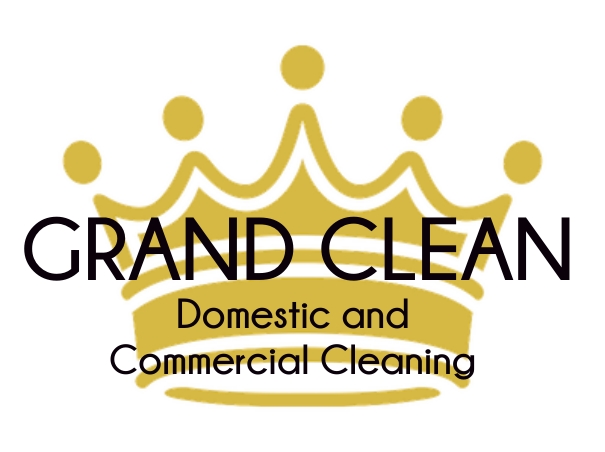 GRAND CLEAN
Domestic and
Commercial Cleaning